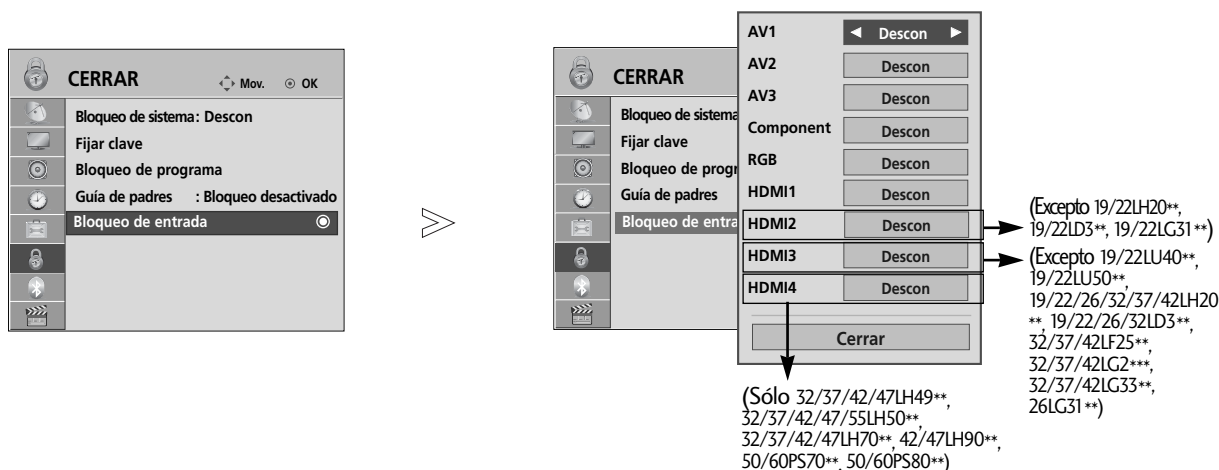 CERRAR
Mov. OK
Bloqueo de sistema : Descon
Fijar clave
Bloqueo de programa
Guía de padres : Bloqueo desactivado
Bloqueo de entrada
CERRAR
Bloqueo de sistema
Fijar clave
Bloqueo de progr
Guía de padres
Bloqueo de entra
AV1 ◀ Descon ▶
AV2 Descon
AV3 Descon
Component Descon
RGB Descon
HDMI1 Descon
HDMI2 Descon
HDMI3 Descon
HDMI4 Descon
Cerrar
(Excepto 19/22LH20**,
19/22LD3**, 19/22LG31**)
(Excepto 19/22LU40**,
19/22LU50**,
19/22/26/32/37/42LH20
**, 19/22/26/32LD3**,
32/37/42LF25**,
32/37/42LG2***,
32/37/42LG33**,
26LG31**)
(Sólo 32/37/42/47LH49**,
32/37/42/47/55LH50**,
32/37/42/47LH70**, 42/47LH90**,
50/60PS70**, 50/60PS80**)